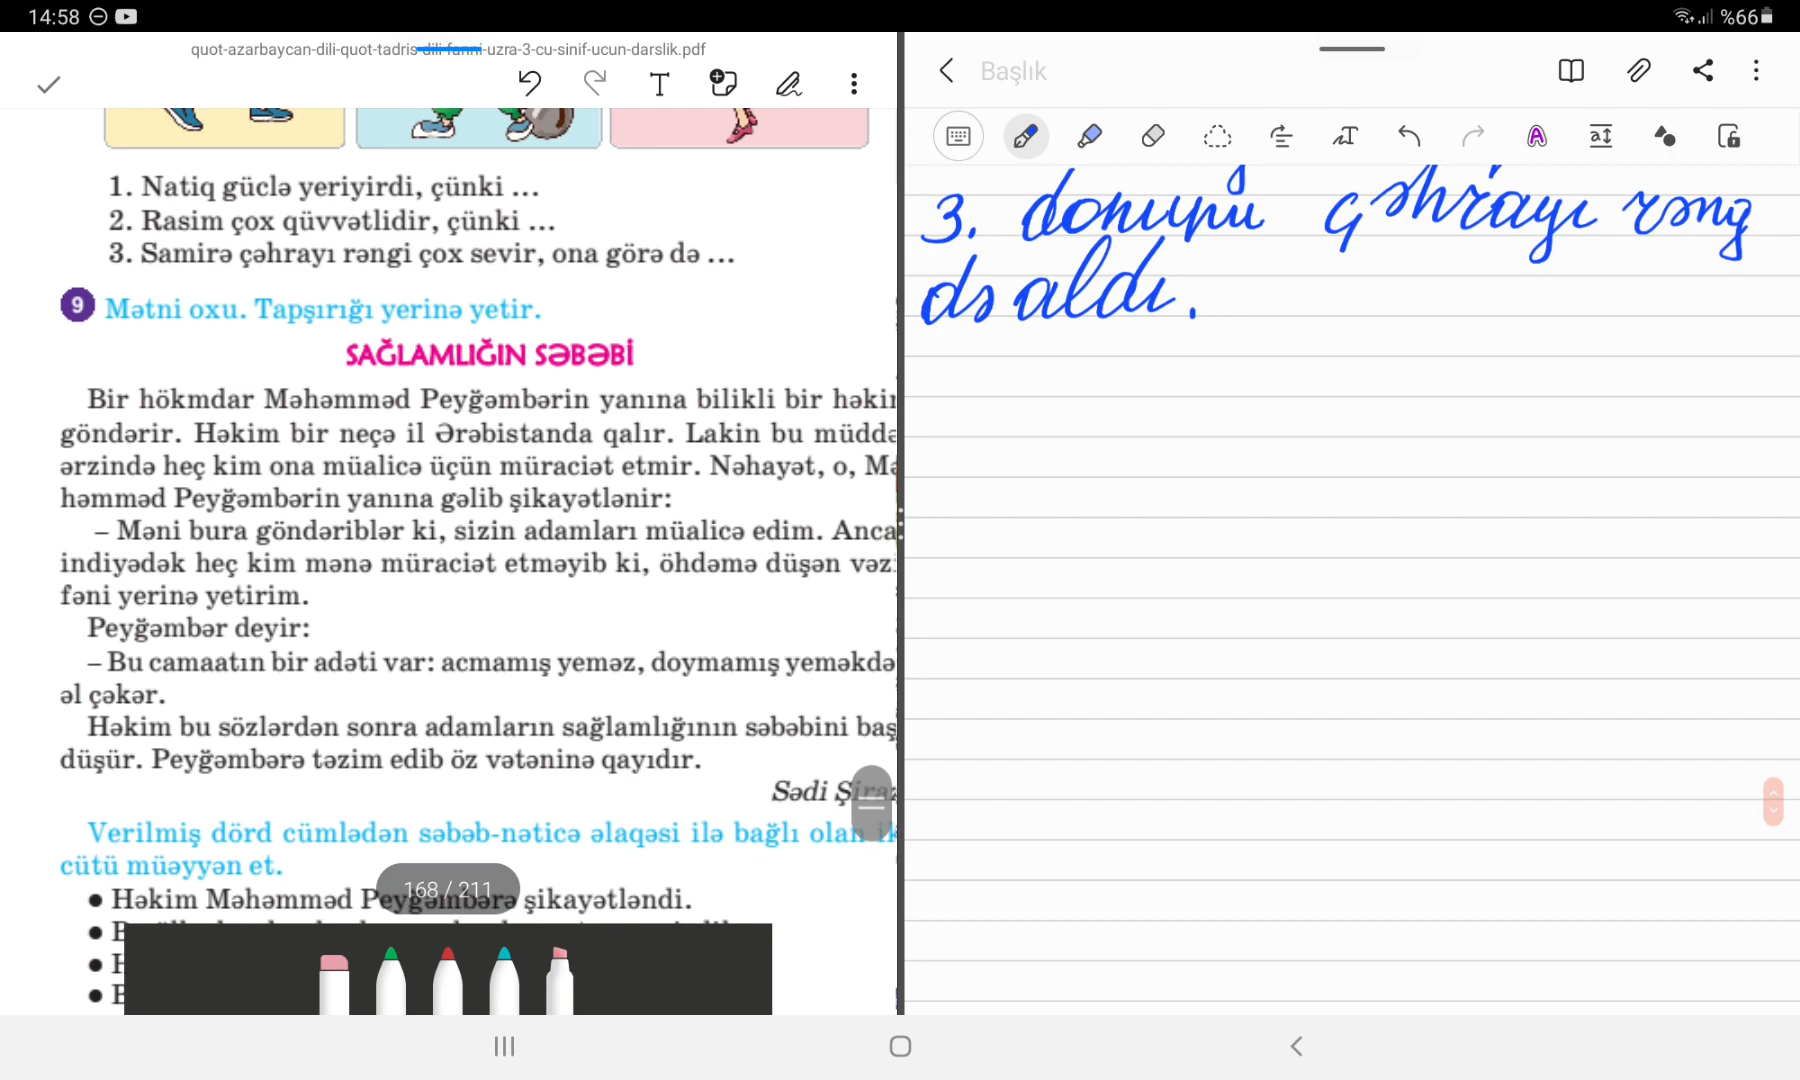 14:58
%66
quot-azarbaycan-dili-quot-tadris-dili-fanni-uzra-3-cu-sinif-ucun-darslik.pdf
T
1. Natiq güclə yeriyirdi, çünki ...
2. Rasim çox qüvvətlidir, çünki ...
3. Samirə çəhrayı rəngi çox sevir, ona görə də ...
9 Mətni oxu. Tapşırığı yerinə yetir.
SAĞLAMLIĞIN SƏBƏBİ
Bir hökmdar Məhəmməd Peyğəmbərin yanına bilikli bir həkim
göndərir. Həkim bir neçə il Ərəbistanda qalır. Lakin bu müddə
ərzində heç kim ona müalicə üçün müraciət etmir. Nəhayət, o, Mə
həmməd Peyğəmbərin yanına gəlib şikayətlənir:
– Məni bura göndəriblər ki, sizin adamları müalicə edim. Anca
indiyədək heç kim mənə müraciət etməyib ki, öhdəmə düşən vəzi
fəni yerinə yetirim.
Peyğəmbər deyir:
– Bu camaatın bir adəti var: acmamış yeməz, doymamış yeməkdə
əl çəkər.
Həkim bu sözlərdən sonra adamların sağlamlığının səbəbini baş
düşür. Peyğəmbərə təzim edib öz vətəninə qayıdır.
Sədi Şiraz
Verilmiş dörd cümlədən səbəb-nəticə əlaqəsi ilə bağlı olan ik
cütü müəyyən et.
● Həkim Məhəmməd Peyğəmbərə şikayətləndi.
168 / 211
Başlık
3. donunu çəhrayı rəng
də aldı.